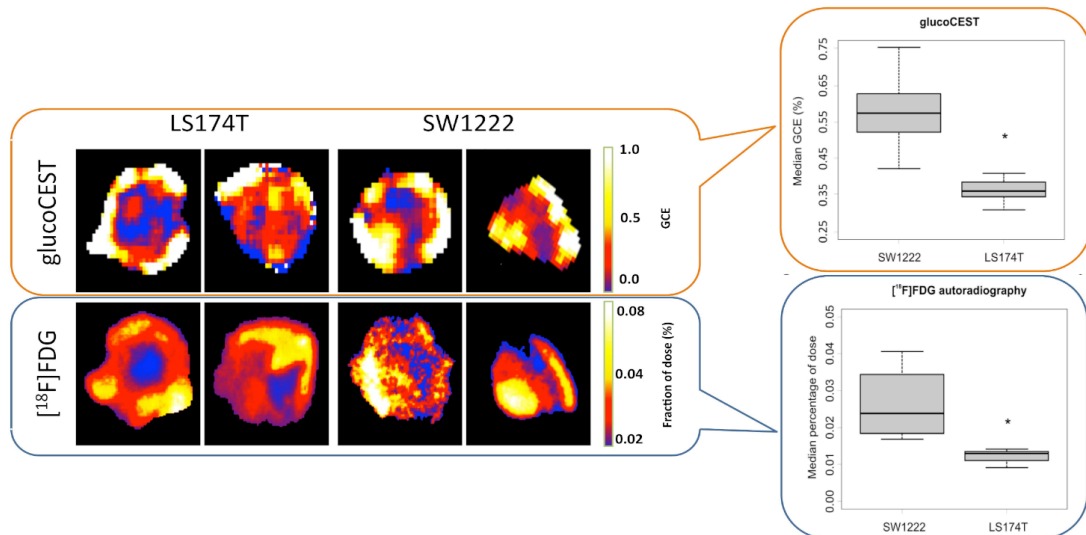 LS174T
SW1222
glucoCEST
1.0
0.5
0.0
GCE
[¹⁸F]FDG
0.08
0.04
0.02
Fraction of dose (%)
glucoCEST
Median GCE (%)
0.75
0.65
0.55
0.45
0.35
0.25
*
SW1222
LS174T
[¹⁸F]FDG autoradiography
Median percentage of dose
0.05
0.04
0.03
0.02
0.01
0.00
*
SW1222
LS174T